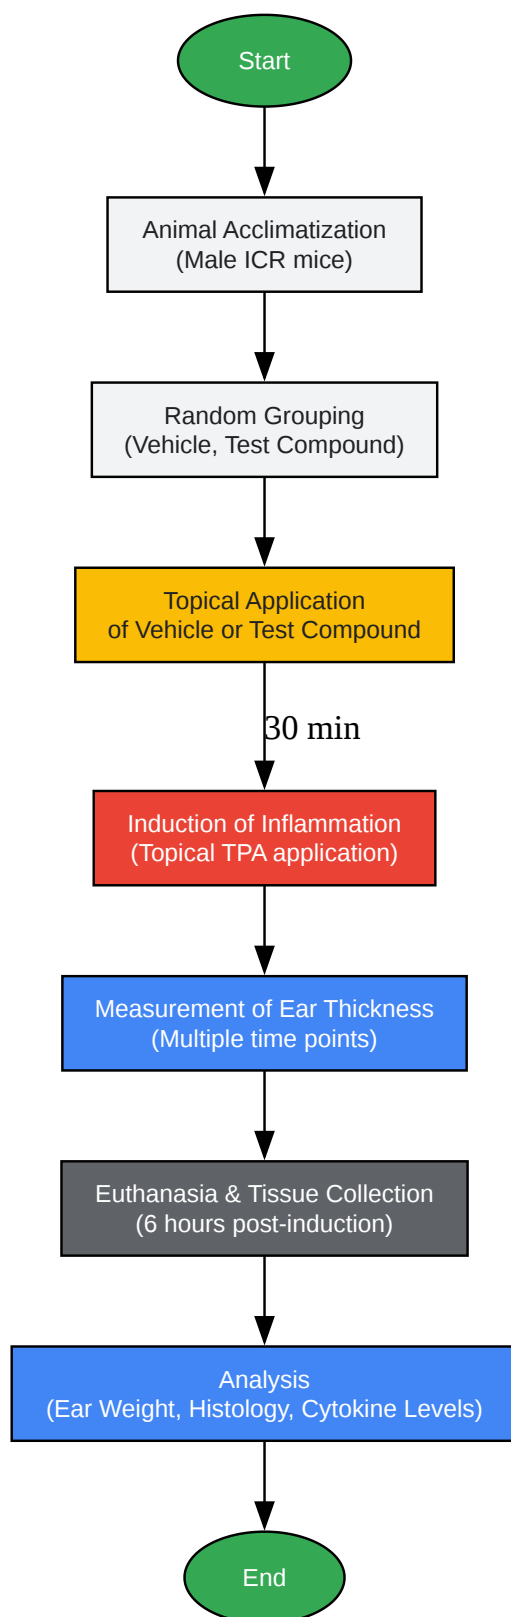 Start
Animal Acclimatization
(Male ICR mice)
Random Grouping
(Vehicle, Test Compound)
Topical Application
of Vehicle or Test Compound
30 min
Induction of Inflammation
(Topical TPA application)
Measurement of Ear Thickness
(Multiple time points)
Euthanasia & Tissue Collection
(6 hours post-induction)
Analysis
(Ear Weight, Histology, Cytokine Levels)
End